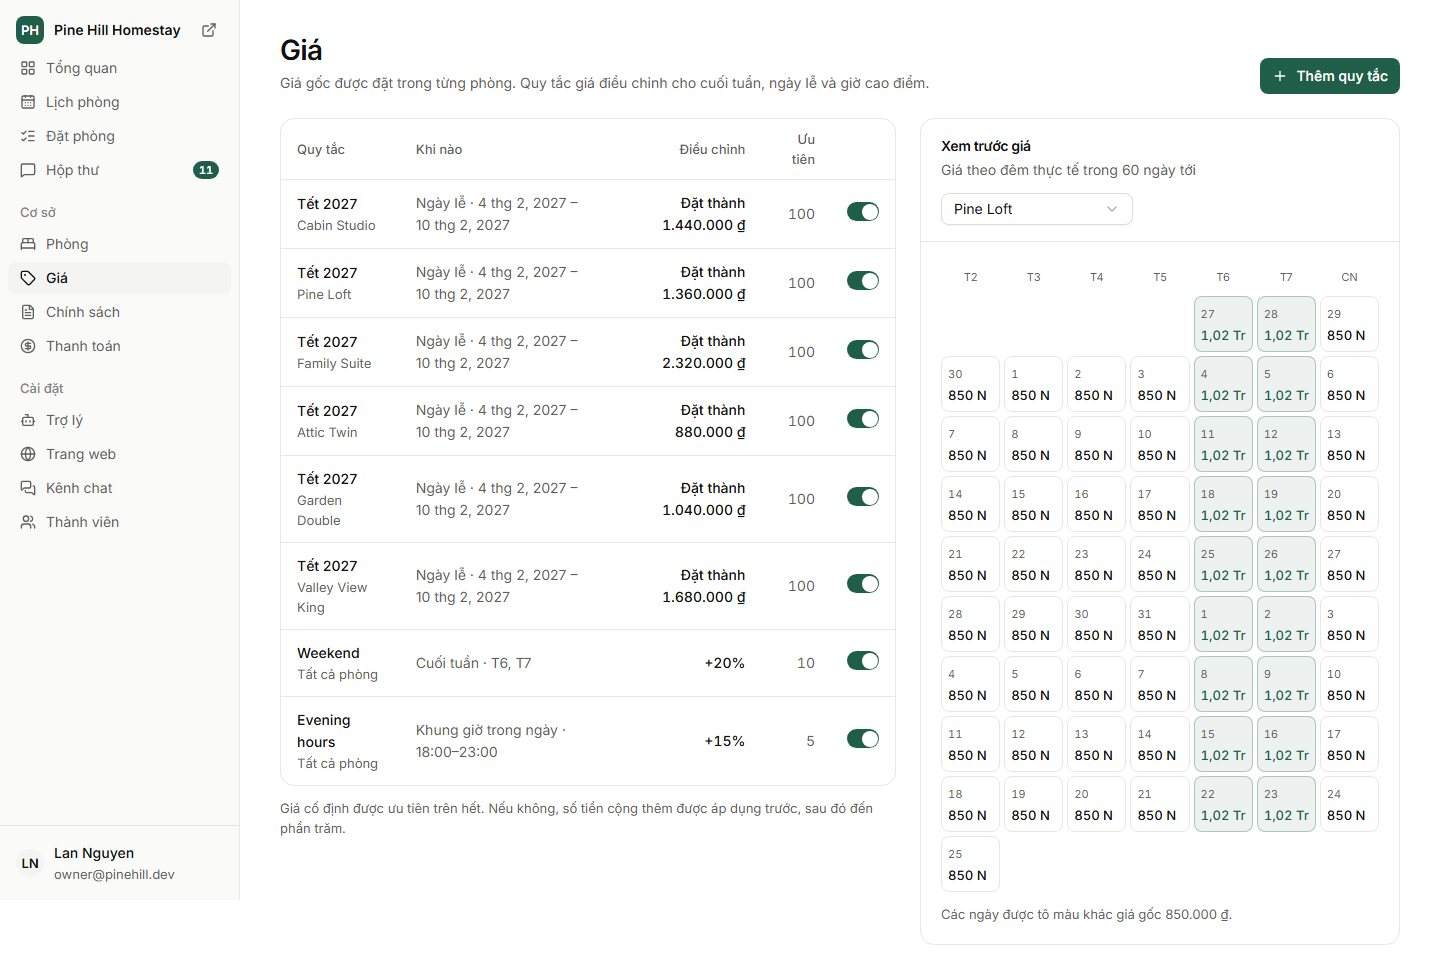 PH Pine Hill Homestay
Tổng quan
Lịch phòng
Đặt phòng
Hộp thư 11
Cơ sở
Phòng
Giá
Chính sách
Thanh toán
Cài đặt
Trợ lý
Trang web
Kênh chat
Thành viên
LN Lan Nguyen
owner@pinehill.dev
Giá
Giá gốc được đặt trong từng phòng. Quy tắc giá điều chỉnh cho cuối tuần, ngày lễ và giờ cao điểm.
Thêm quy tắc
Quy tắc Khi nào Điều chỉnh Ưu tiên
Tết 2027
Cabin Studio
Ngày lễ · 4 thg 2, 2027 –
10 thg 2, 2027
Đặt thành
1.440.000 ₫
100
Tết 2027
Pine Loft
Ngày lễ · 4 thg 2, 2027 –
10 thg 2, 2027
Đặt thành
1.360.000 ₫
100
Tết 2027
Family Suite
Ngày lễ · 4 thg 2, 2027 –
10 thg 2, 2027
Đặt thành
2.320.000 ₫
100
Tết 2027
Attic Twin
Ngày lễ · 4 thg 2, 2027 –
10 thg 2, 2027
Đặt thành
880.000 ₫
100
Tết 2027
Garden
Double
Ngày lễ · 4 thg 2, 2027 –
10 thg 2, 2027
Đặt thành
1.040.000 ₫
100
Tết 2027
Valley View
King
Ngày lễ · 4 thg 2, 2027 –
10 thg 2, 2027
Đặt thành
1.680.000 ₫
100
Weekend
Tất cả phòng
Cuối tuần · T6, T7
+20%
10
Evening
hours
Tất cả phòng
Khung giờ trong ngày ·
18:00–23:00
+15%
5
Giá cố định được ưu tiên trên hết. Nếu không, số tiền cộng thêm được áp dụng trước, sau đó đến
phần trăm.
Xem trước giá
Giá theo đêm thực tế trong 60 ngày tới
Pine Loft
T2 T3 T4 T5 T6 T7 CN
27 28 29
1,02 Tr 1,02 Tr 850 N
30 1 2 3 4 5 6
850 N 850 N 850 N 850 N 1,02 Tr 1,02 Tr 850 N
7 8 9 10 11 12 13
850 N 850 N 850 N 850 N 1,02 Tr 1,02 Tr 850 N
14 15 16 17 18 19 20
850 N 850 N 850 N 850 N 1,02 Tr 1,02 Tr 850 N
21 22 23 24 25 26 27
850 N 850 N 850 N 850 N 1,02 Tr 1,02 Tr 850 N
28 29 30 31 1 2 3
850 N 850 N 850 N 850 N 1,02 Tr 1,02 Tr 850 N
4 5 6 7 8 9 10
850 N 850 N 850 N 850 N 1,02 Tr 1,02 Tr 850 N
11 12 13 14 15 16 17
850 N 850 N 850 N 850 N 1,02 Tr 1,02 Tr 850 N
18 19 20 21 22 23 24
850 N 850 N 850 N 850 N 1,02 Tr 1,02 Tr 850 N
25
850 N
Các ngày được tô màu khác giá gốc 850.000 ₫.